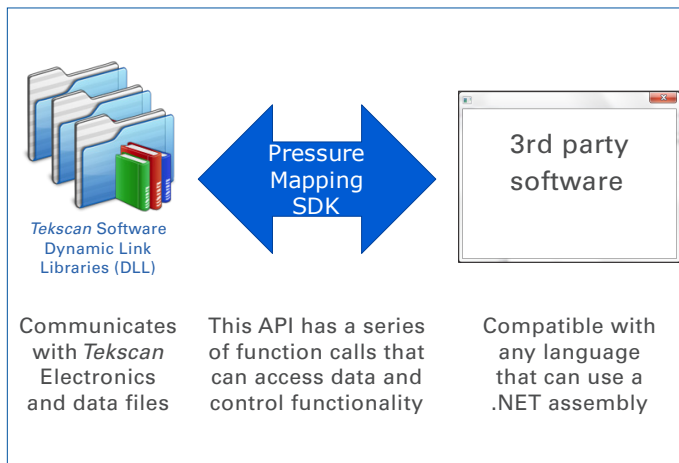 Pressure
Mapping
SDK
3rd party
software
Tekscan Software
Dynamic Link
Libraries (DLL)
Communicates
with Tekscan
Electronics
and data files
This API has a series
of function calls that
can access data and
control functionality
Compatible with
any language
that can use a
.NET assembly